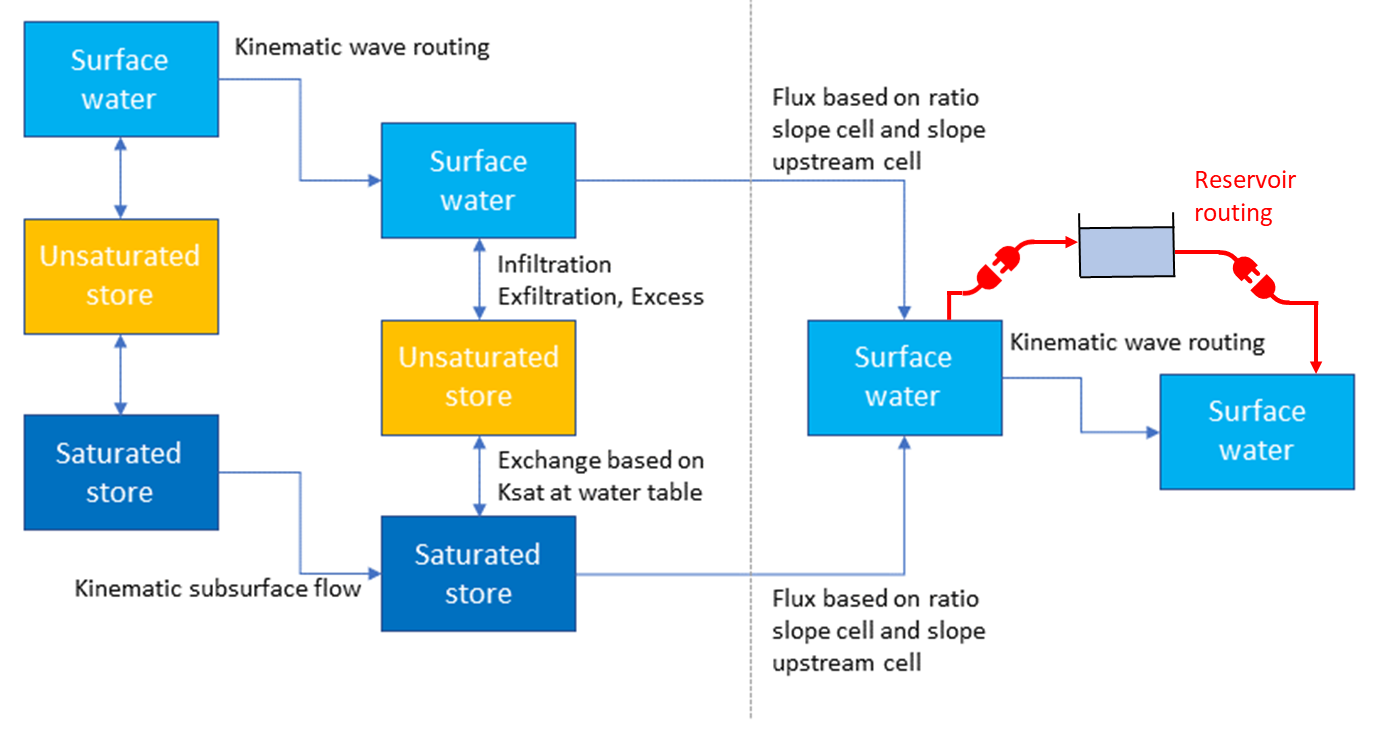 Surface
water
Kinematic wave routing
Unsaturated
store
Saturated
store
Kinematic subsurface flow
Surface
water
Infiltration
Exfiltration, Excess
Unsaturated
store
Exchange based on
Ksat at water table
Saturated
store
Flux based on ratio
slope cell and slope
upstream cell
Surface
water
Flux based on ratio
slope cell and slope
upstream cell
Reservoir
routing
Kinematic wave routing
Surface
water